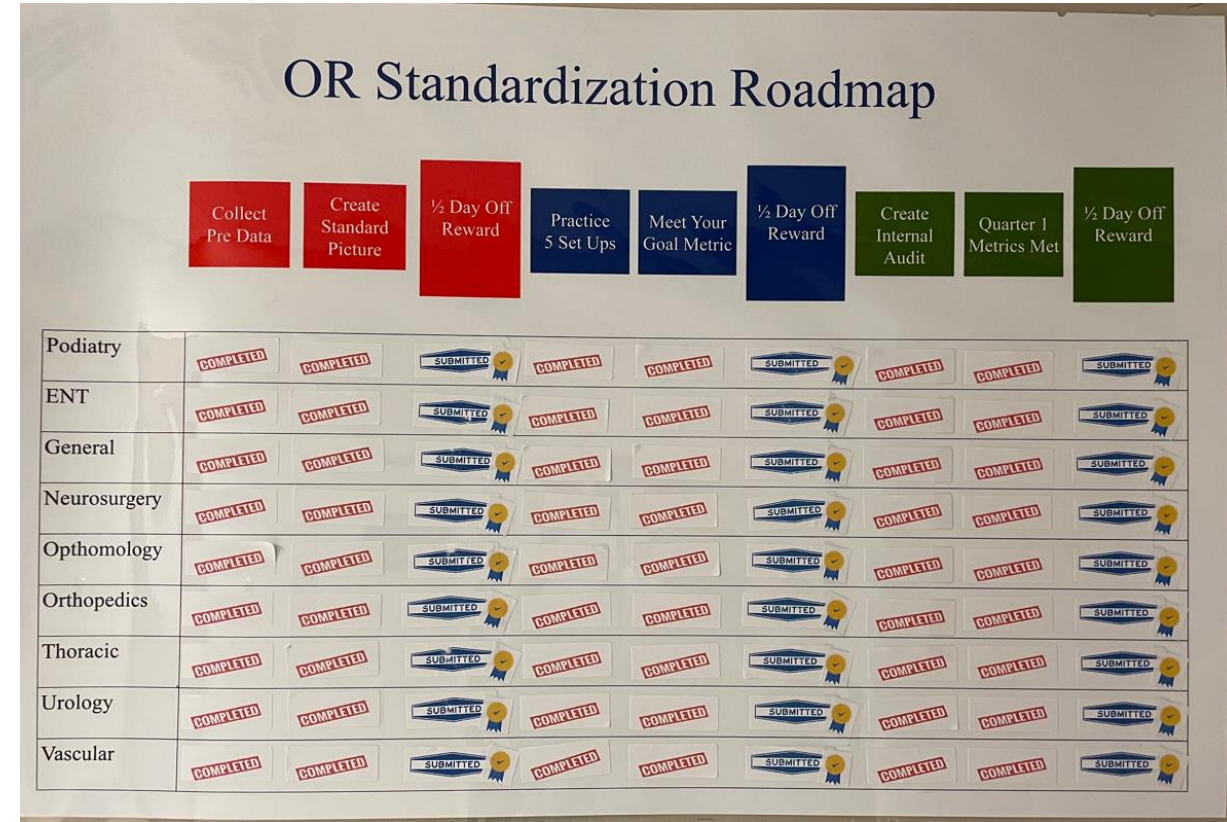 OR Standardization Roadmap
Collect
Pre Data
Create
Standard
Picture
½ Day Off
Reward
Practice
5 Set Ups
Meet Your
Goal Metric
½ Day Off
Reward
Create
Internal
Audit
Quarter 1
Metrics Met
½ Day Off
Reward
Podiatry COMPLETED COMPLETED SUBMITTED COMPLETED COMPLETED SUBMITTED COMPLETED COMPLETED SUBMITTED
ENT COMPLETED COMPLETED SUBMITTED COMPLETED COMPLETED SUBMITTED COMPLETED COMPLETED SUBMITTED
General COMPLETED COMPLETED SUBMITTED COMPLETED COMPLETED SUBMITTED COMPLETED COMPLETED SUBMITTED
Neurosurgery COMPLETED COMPLETED SUBMITTED COMPLETED COMPLETED SUBMITTED COMPLETED COMPLETED SUBMITTED
Opthomology COMPLETED COMPLETED SUBMITTED COMPLETED COMPLETED SUBMITTED COMPLETED COMPLETED SUBMITTED
Orthopedics COMPLETED COMPLETED SUBMITTED COMPLETED COMPLETED SUBMITTED COMPLETED COMPLETED SUBMITTED
Thoracic COMPLETED COMPLETED SUBMITTED COMPLETED COMPLETED SUBMITTED COMPLETED COMPLETED SUBMITTED
Urology COMPLETED COMPLETED SUBMITTED COMPLETED COMPLETED SUBMITTED COMPLETED COMPLETED SUBMITTED
Vascular COMPLETED COMPLETED SUBMITTED COMPLETED COMPLETED SUBMITTED COMPLETED COMPLETED SUBMITTED